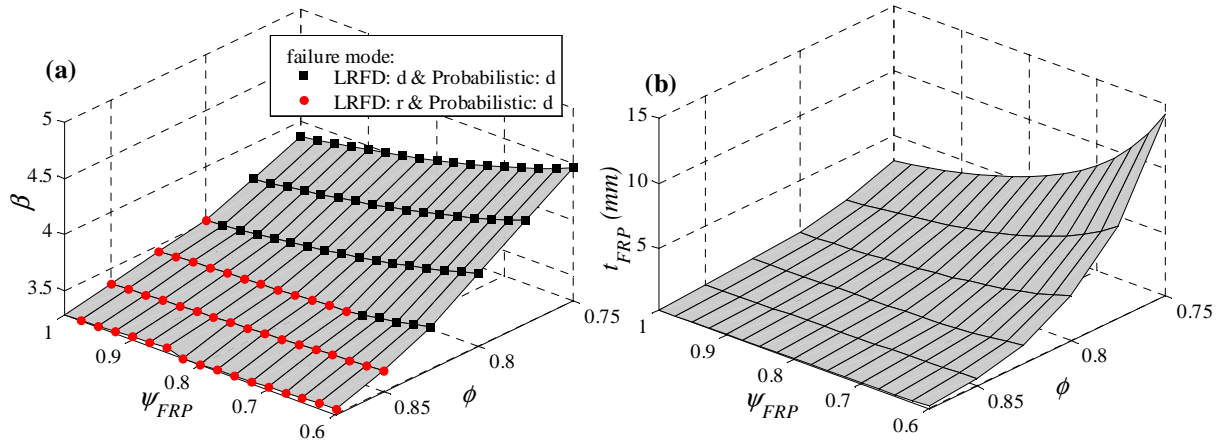 (a)
failure mode:
LRFD: d & Probabilistic: d
LRFD: r & Probabilistic: d
5
4.5
4
3.5
β
1
0.9
0.8
0.7
0.6
ψFRP
0.85
0.8
0.75
ϕ
(b)
15
10
5
tFRP (mm)
1
0.9
0.8
0.7
0.6
ψFRP
0.85
0.8
0.75
ϕ